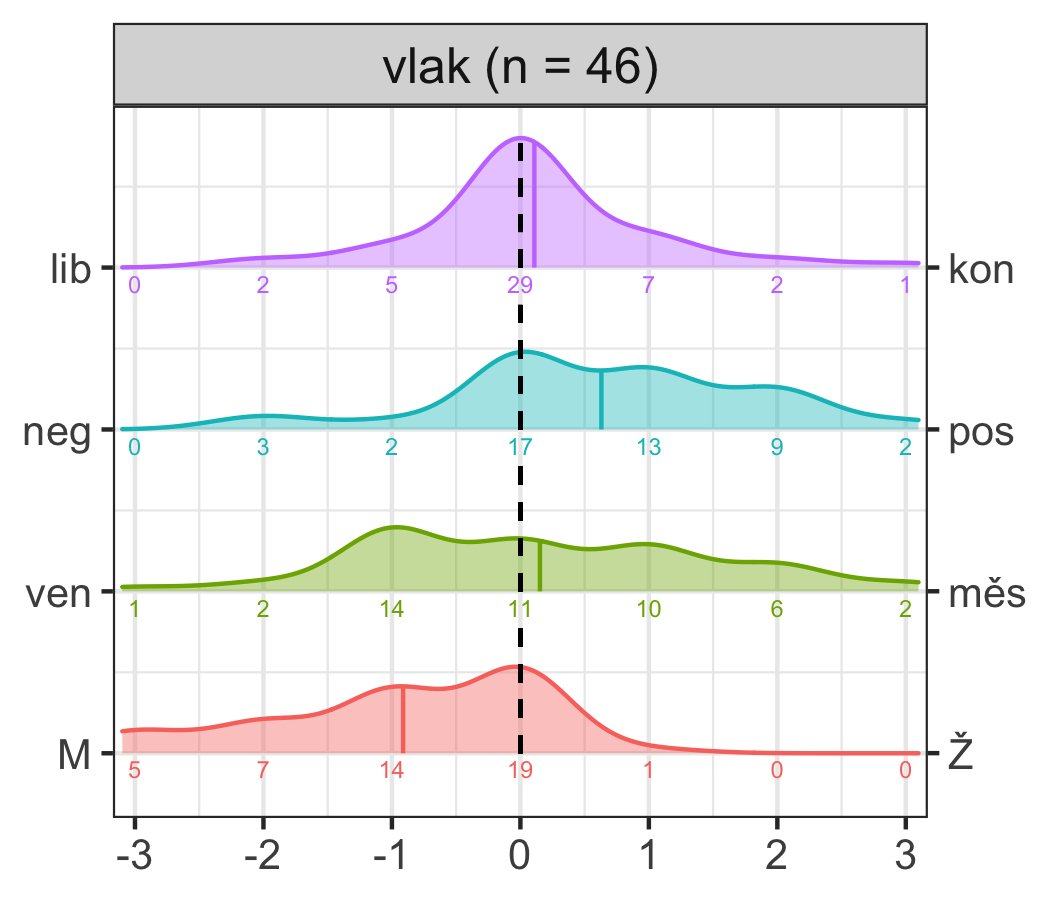 vlak (n = 46)
lib kon
0 2 5 29 7 2 1
neg pos
0 3 2 17 13 9 2
ven měs
1 2 14 11 10 6 2
M Ž
5 7 14 19 1 0 0
-3 -2 -1 0 1 2 3